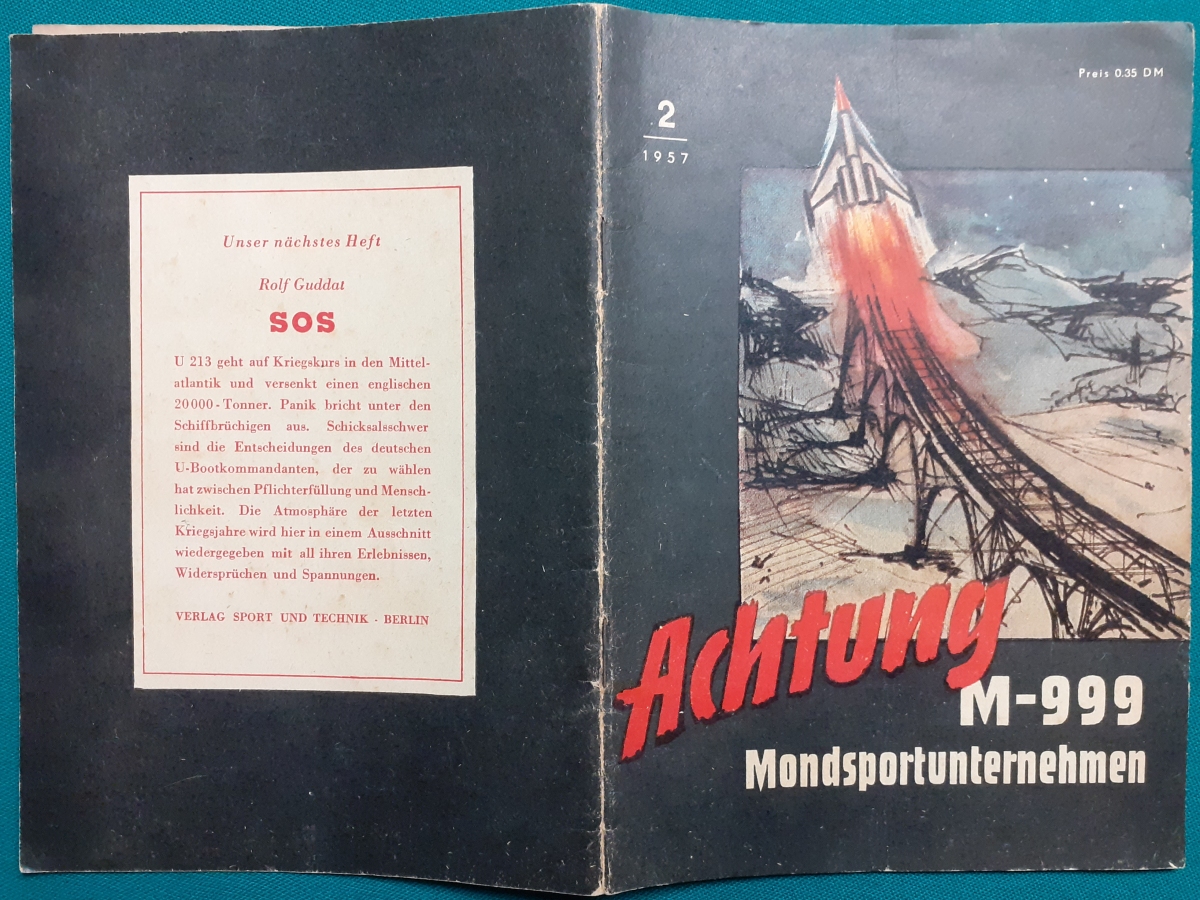 Unser nächstes Heft
Rolf Guddat
SOS
U 213 geht auf Kriegskurs in den Mittel-
atlantik und versenkt einen englischen
20000-Tonner. Panik bricht unter den
Schiffbrüchigen aus. Schicksalsschwer
sind die Entscheidungen des deutschen
U-Bootkommandanten, der zu wählen
hat zwischen Pflichterfüllung und Mensch-
lichkeit. Die Atmosphäre der letzten
Kriegsjahre wird hier in einem Ausschnitt
wiedergegeben mit all ihren Erlebnissen,
Widersprüchen und Spannungen.
VERLAG SPORT UND TECHNIK · BERLIN
Preis 0.35 DM
2
1957
Achtung
M-999
Mondsportunternehmen